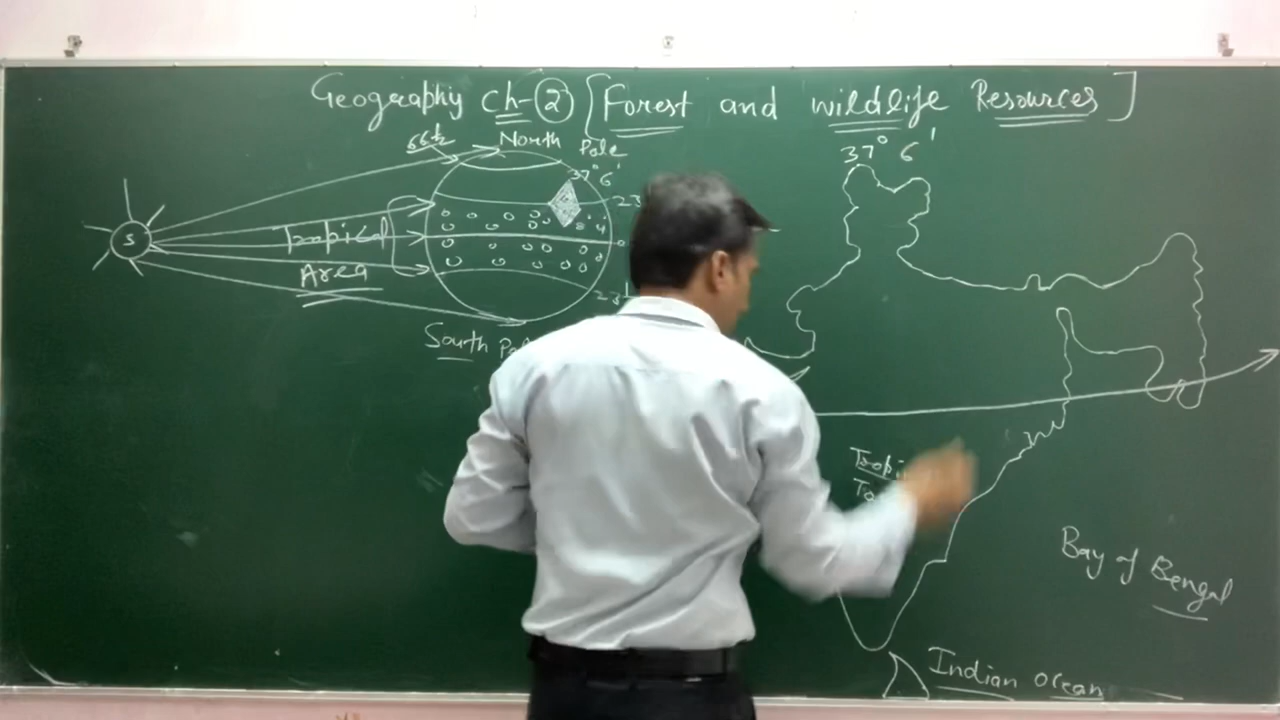 Geography Ch-2 [Forest and wildlife Resources]
66½ North Pole
37° 6'
37° 6'
S
Tropical
Area
0
South
Bay of Bengal
Indian Ocean